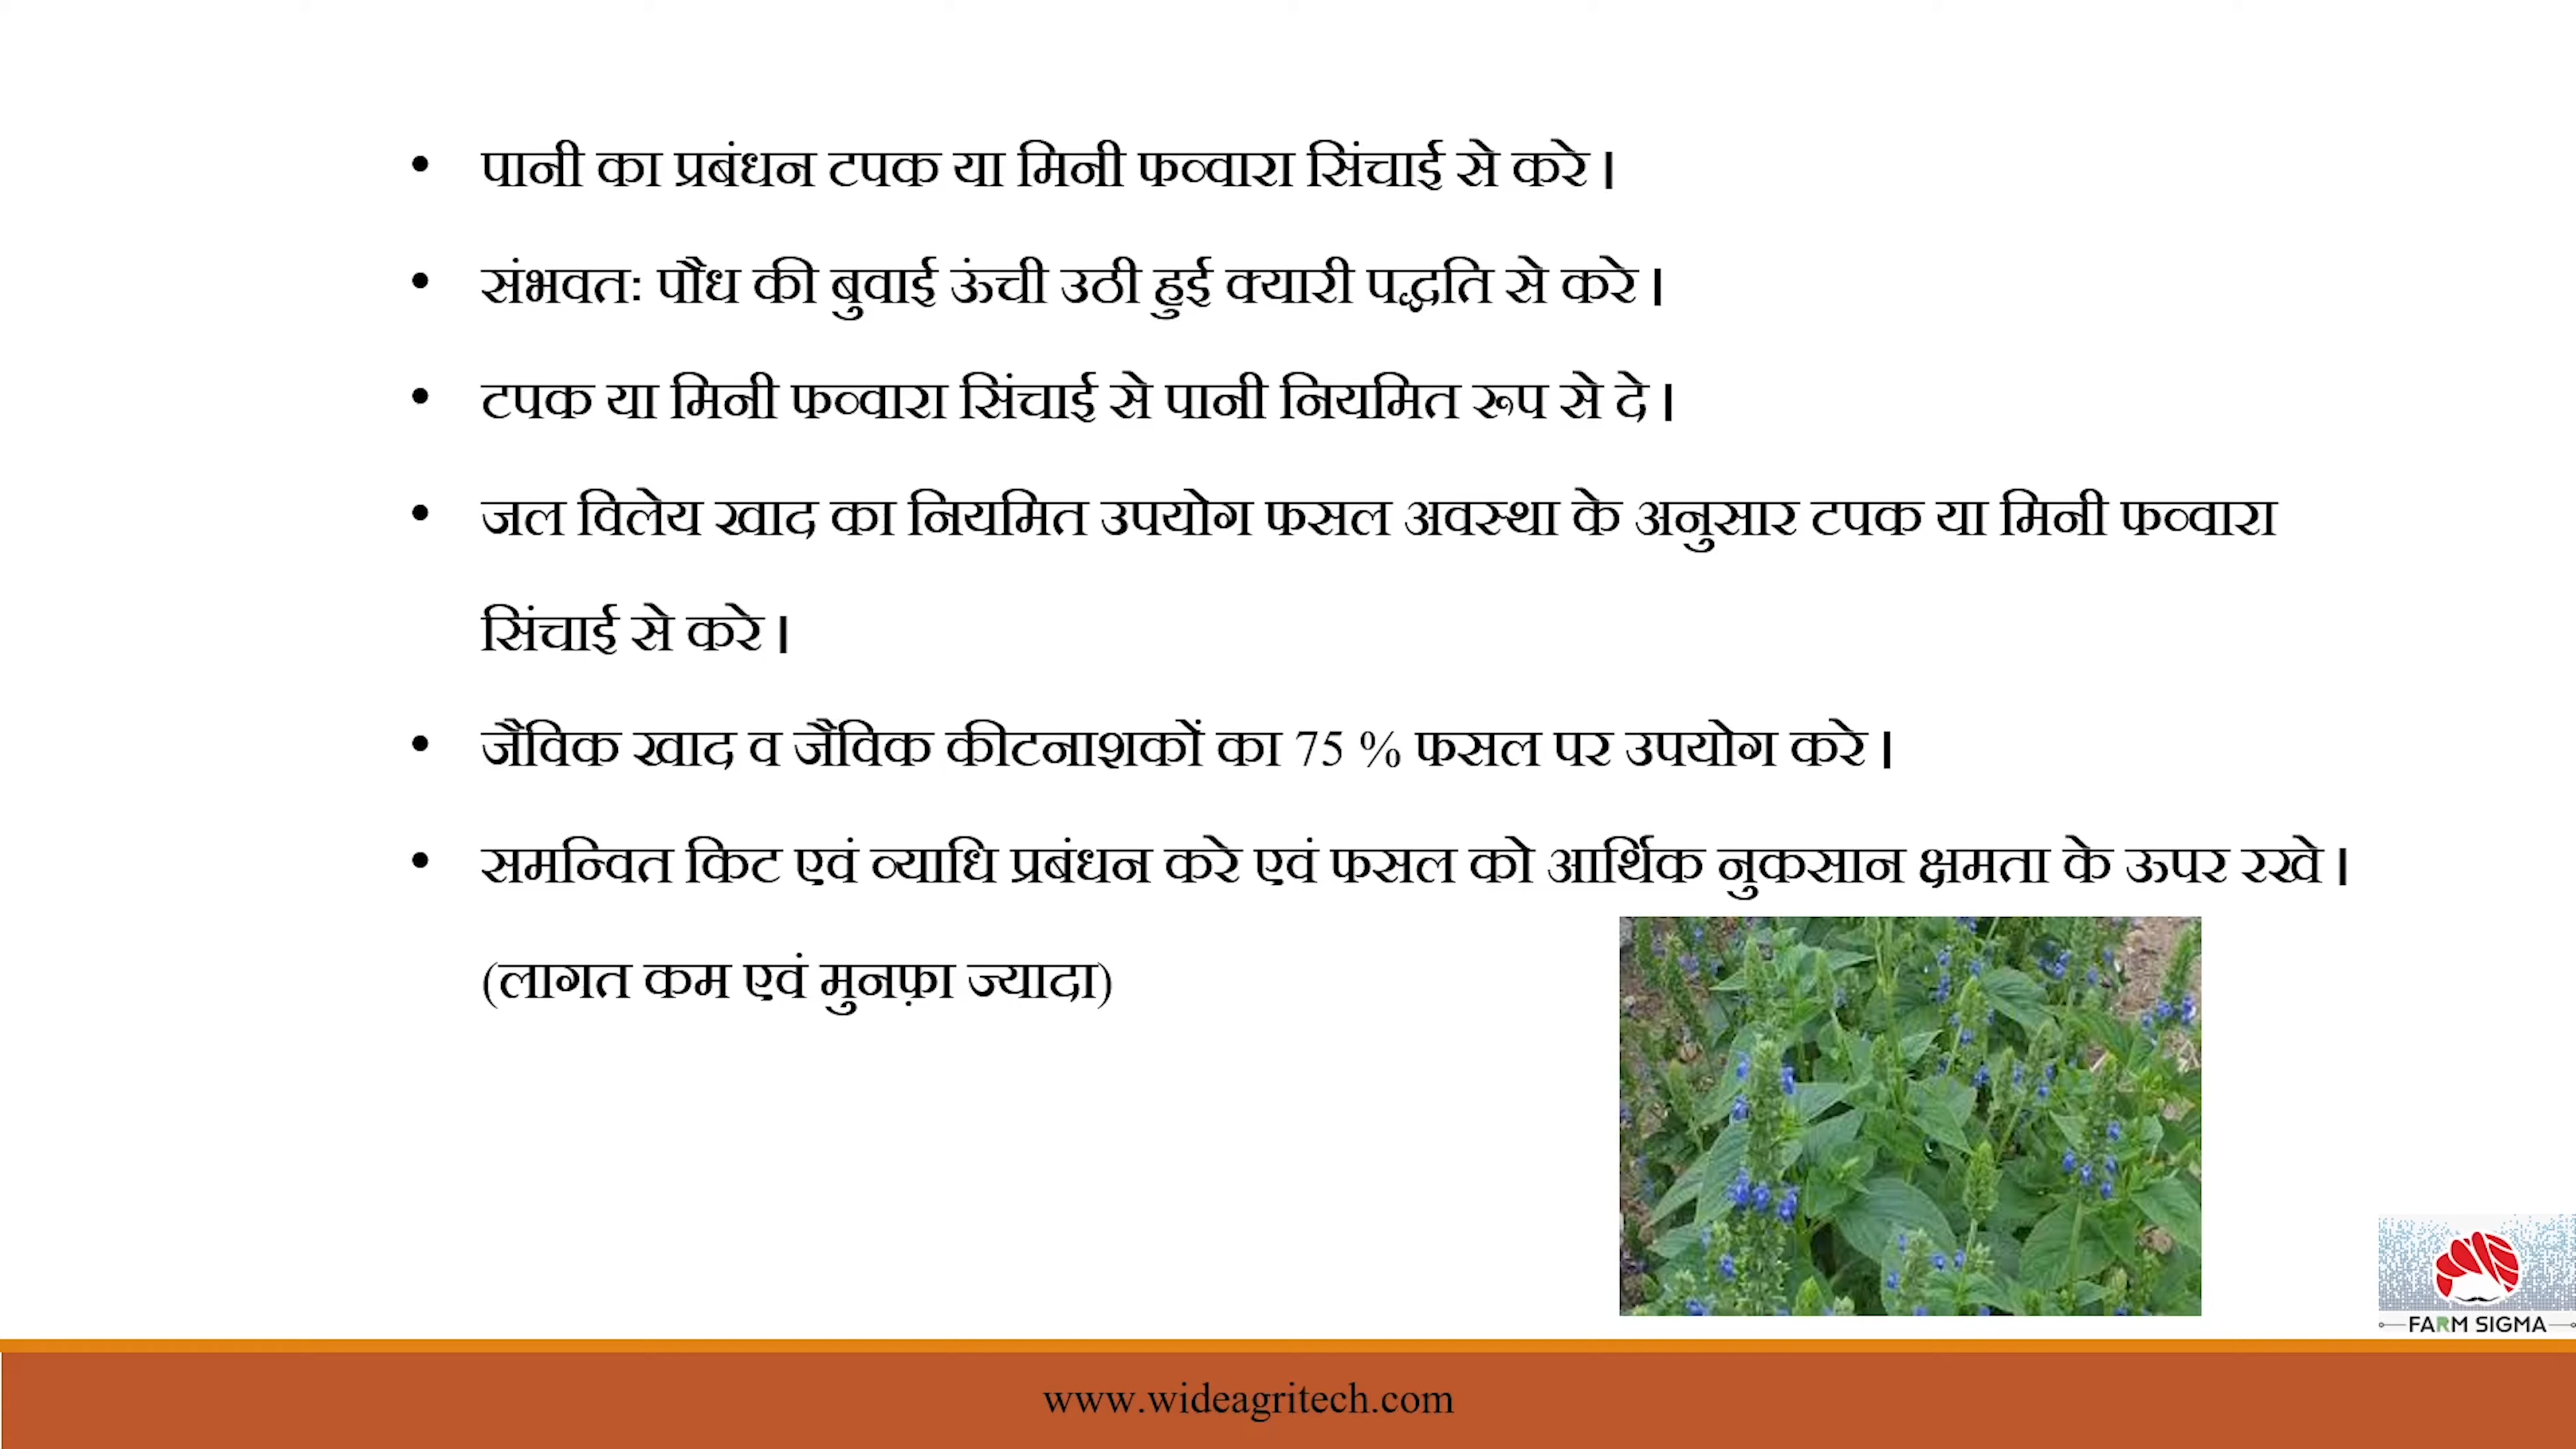 • पानी का प्रबंधन टपक या मिनी फव्वारा सिंचाई से करे।
• संभवतः पौध की बुवाई ऊंची उठी हुई क्यारी पद्धति से करे।
• टपक या मिनी फव्वारा सिंचाई से पानी नियमित रूप से दे।
• जल विलेय खाद का नियमित उपयोग फसल अवस्था के अनुसार टपक या मिनी फव्वारा
सिंचाई से करे।
• जैविक खाद व जैविक कीटनाशकों का 75 % फसल पर उपयोग करे।
• समन्वित किट एवं व्याधि प्रबंधन करे एवं फसल को आर्थिक नुकसान क्षमता के ऊपर रखे।
(लागत कम एवं मुनफ़ा ज्यादा)
FARM SIGMA
www.wideagritech.com